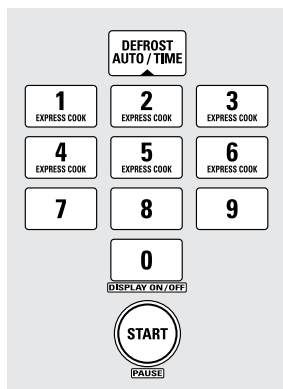 DEFROST
AUTO / TIME
1 2 3
EXPRESS COOK EXPRESS COOK EXPRESS COOK
4 5 6
EXPRESS COOK EXPRESS COOK EXPRESS COOK
7 8 9
0
DISPLAY ON/OFF
START
PAUSE